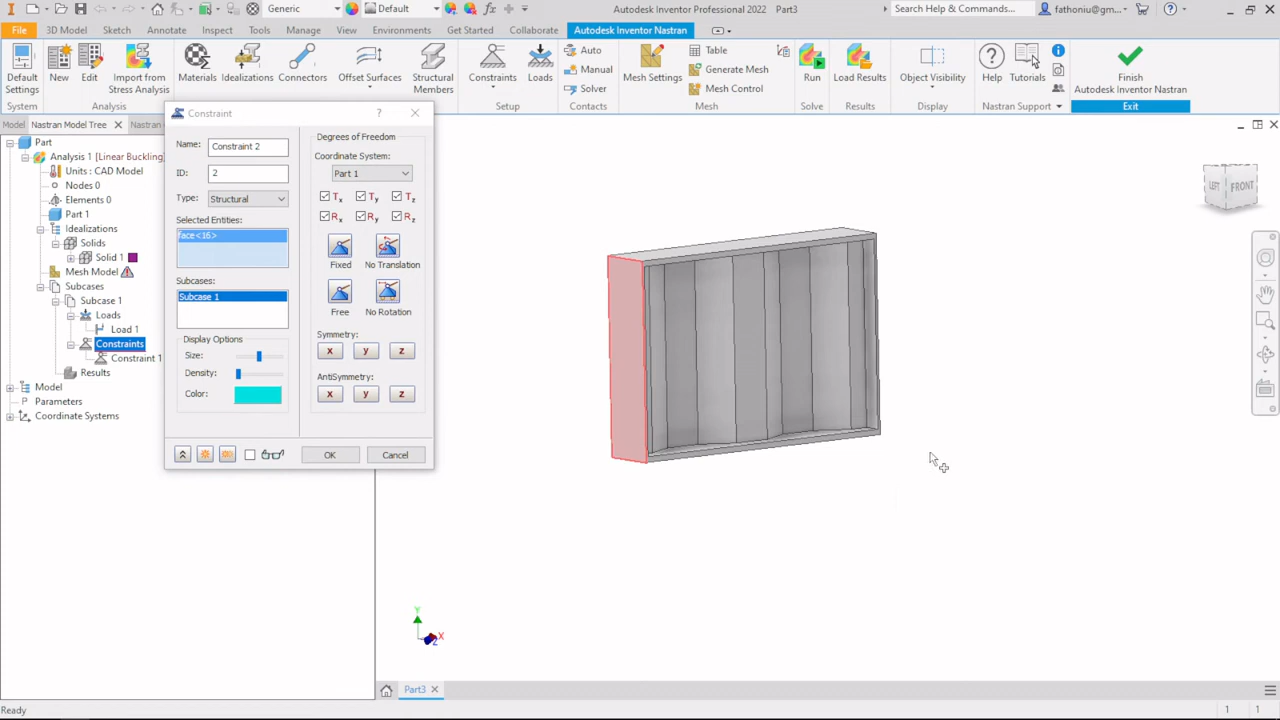 Generic
Default
Autodesk Inventor Professional 2022 Part3
Search Help & Commands...
fathoniu@gm...
File
3D Model
Sketch
Annotate
Inspect
Tools
Manage
View
Environments
Get Started
Collaborate
Autodesk Inventor Nastran
Default Settings
New
Edit
Import from Stress Analysis
Materials
Idealizations
Connectors
Offset Surfaces
Structural Members
Constraints
Loads
Auto
Manual
Solver
Mesh Settings
Table
Generate Mesh
Mesh Control
Run
Load Results
Object Visibility
Help
Tutorials
Finish Autodesk Inventor Nastran
System
Analysis
Prepare
Setup
Contacts
Mesh
Solve
Results
Display
Nastran Support
Exit
Model
Nastran Model Tree
Nastran
Part
Analysis 1 [Linear Buckling]
Units : CAD Model
Nodes 0
Elements 0
Part 1
Idealizations
Solids
Solid 1
Mesh Model
Subcases
Subcase 1
Loads
Load 1
Constraints
Constraint 1
Results
Model
Parameters
Coordinate Systems
Constraint
Name: Constraint 2
ID: 2
Type: Structural
Selected Entities:
face<16>
Subcases:
Subcase 1
Display Options
Size:
Density:
Color:
Degrees of Freedom
Coordinate System:
Part 1
Tx Ty Tz
Rx Ry Rz
Fixed
No Translation
Free
No Rotation
Symmetry:
x y z
AntiSymmetry:
x y z
OK
Cancel
LEFT
FRONT
Y
X
Z
Part3
Ready
1 1